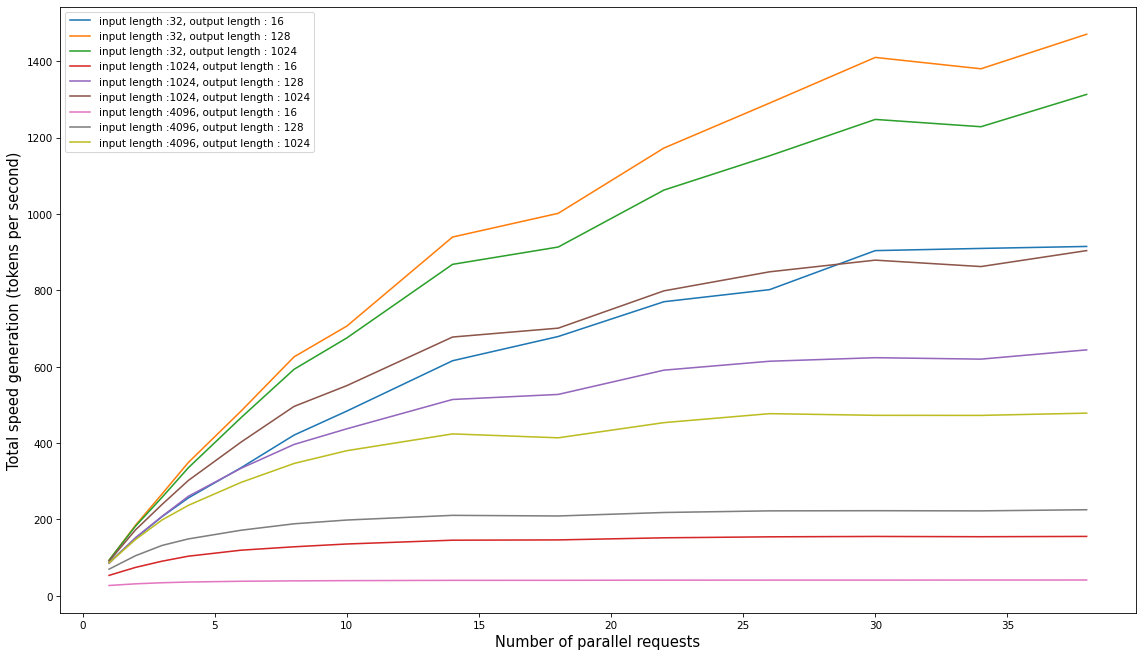 input length :32, output length : 16
input length :32, output length : 128
input length :32, output length : 1024
input length :1024, output length : 16
input length :1024, output length : 128
input length :1024, output length : 1024
input length :4096, output length : 16
input length :4096, output length : 128
input length :4096, output length : 1024
Total speed generation (tokens per second)
1400
1200
1000
800
600
400
200
0
0 5 10 15 20 25 30 35
Number of parallel requests